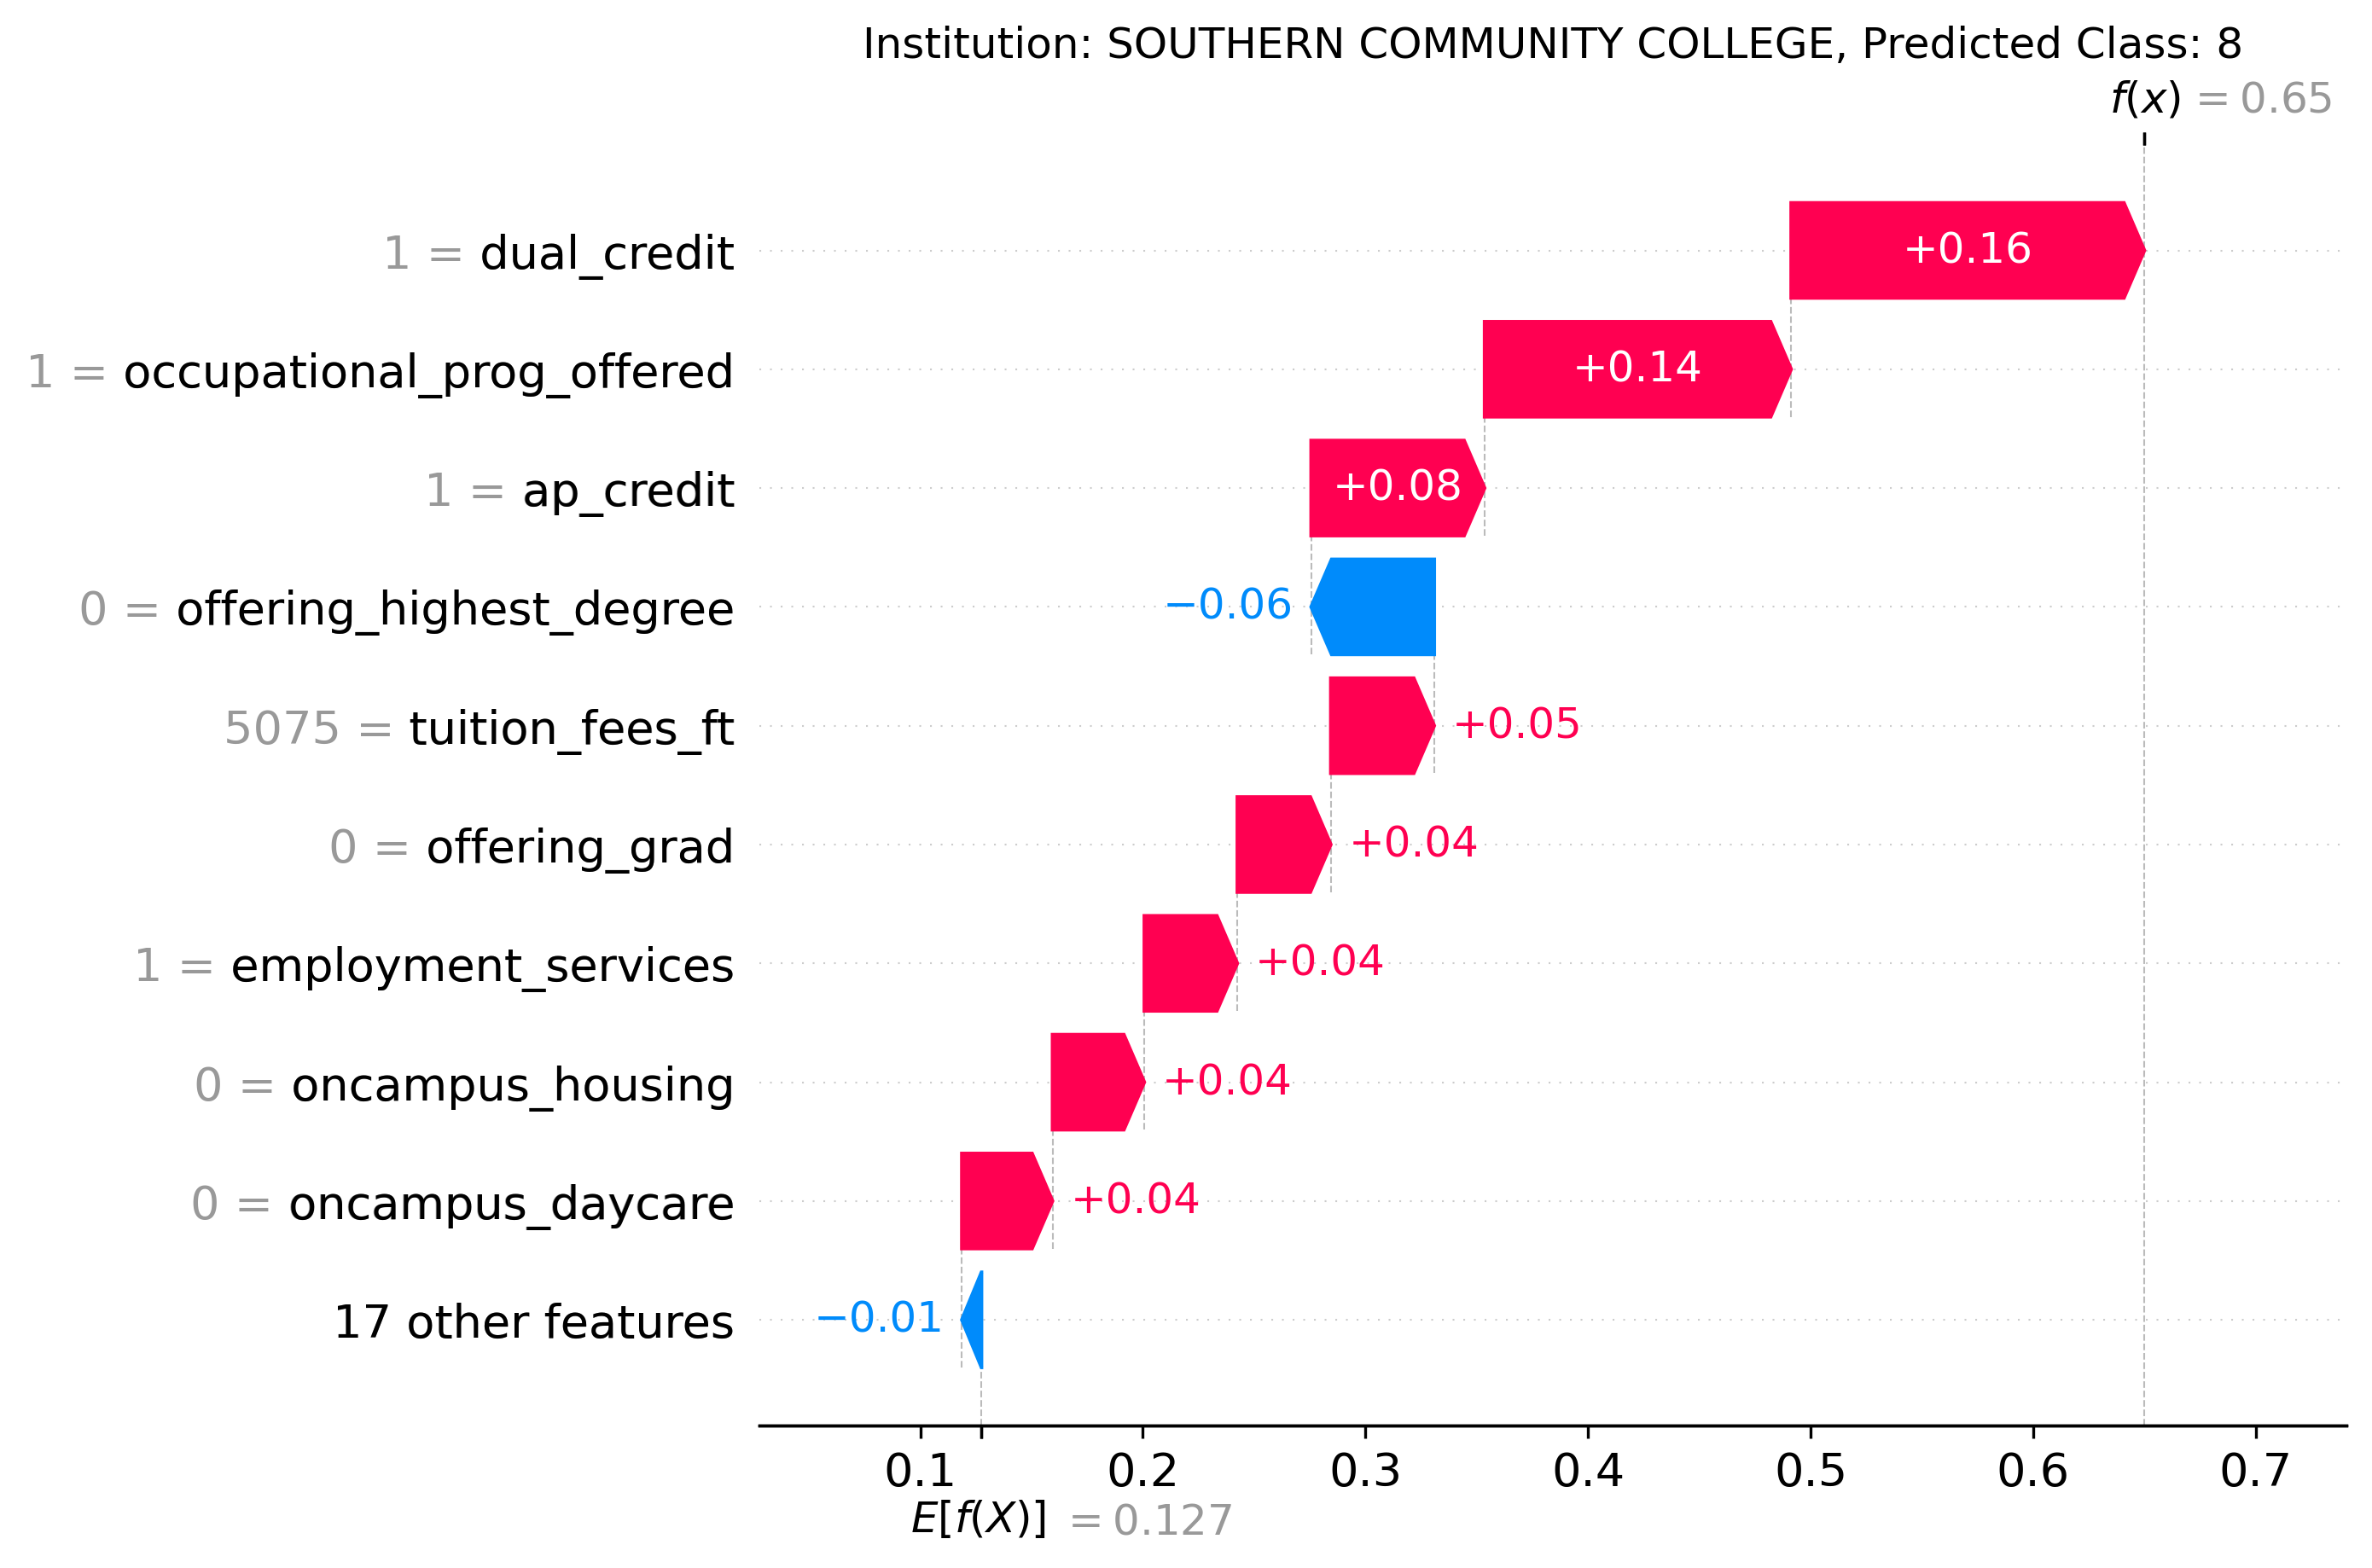 Institution: SOUTHERN COMMUNITY COLLEGE, Predicted Class: 8
f(x) = 0.65
1 = dual_credit +0.16
1 = occupational_prog_offered +0.14
1 = ap_credit +0.08
0 = offering_highest_degree −0.06
5075 = tuition_fees_ft +0.05
0 = offering_grad +0.04
1 = employment_services +0.04
0 = oncampus_housing +0.04
0 = oncampus_daycare +0.04
17 other features −0.01
0.1 0.2 0.3 0.4 0.5 0.6 0.7
E[f(X)] = 0.127